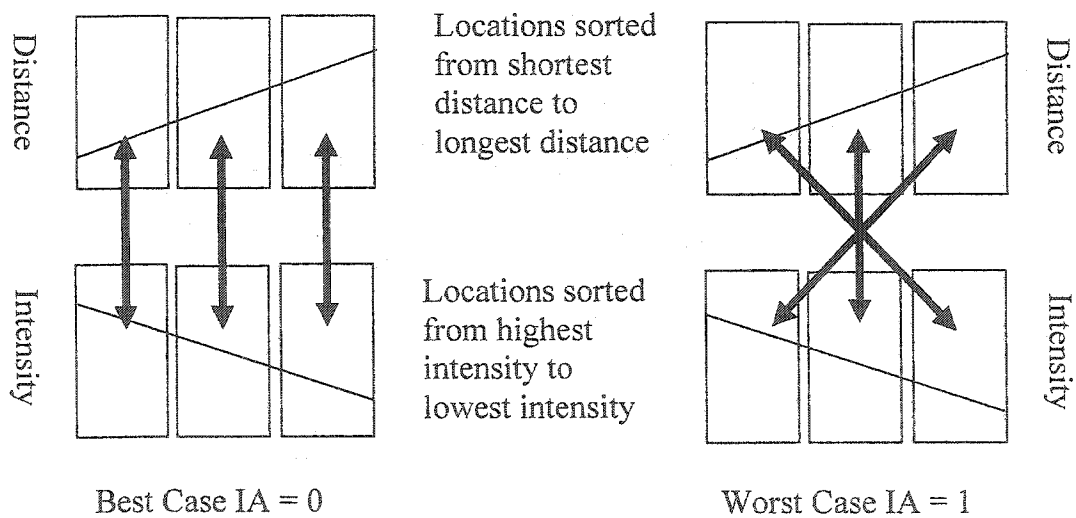 Distance
Locations sorted
from shortest
distance to
longest distance
Distance
Intensity
Locations sorted
from highest
intensity to
lowest intensity
Intensity
Best Case IA = 0
Worst Case IA = 1